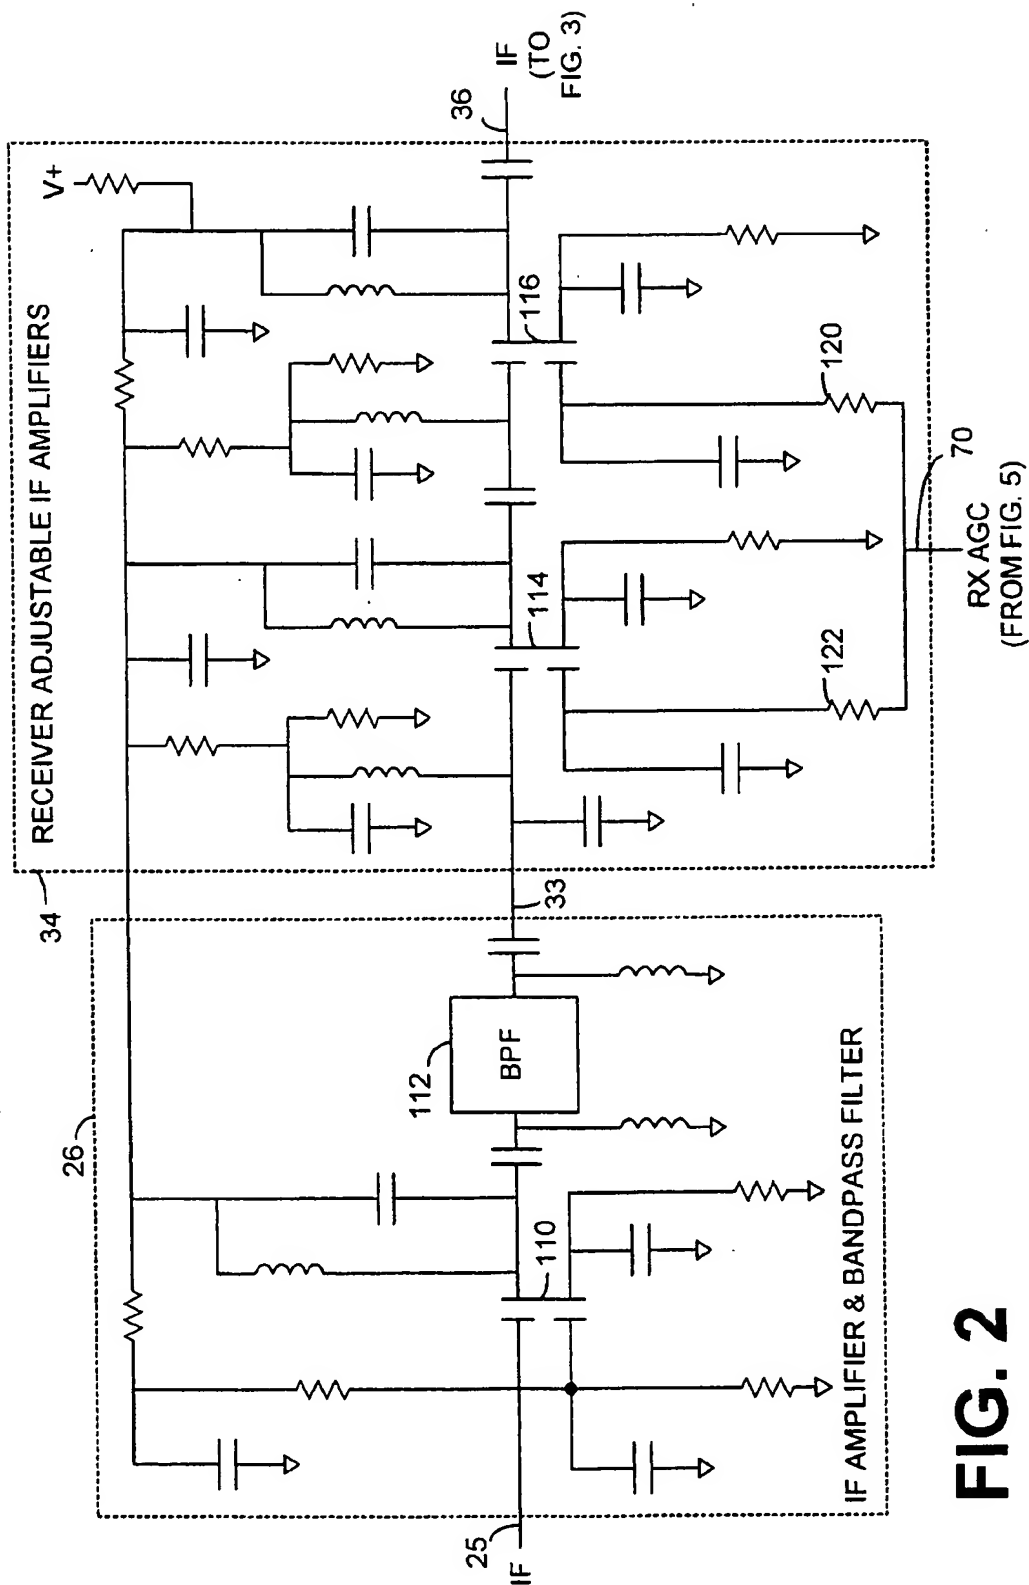 34
RECEIVER ADJUSTABLE IF AMPLIFIERS
V+
26
25
IF
110
112
BPF
33
114
116
36
IF
(TO
FIG. 3)
122
120
70
RX AGC
(FROM FIG. 5)
IF AMPLIFIER & BANDPASS FILTER
FIG. 2